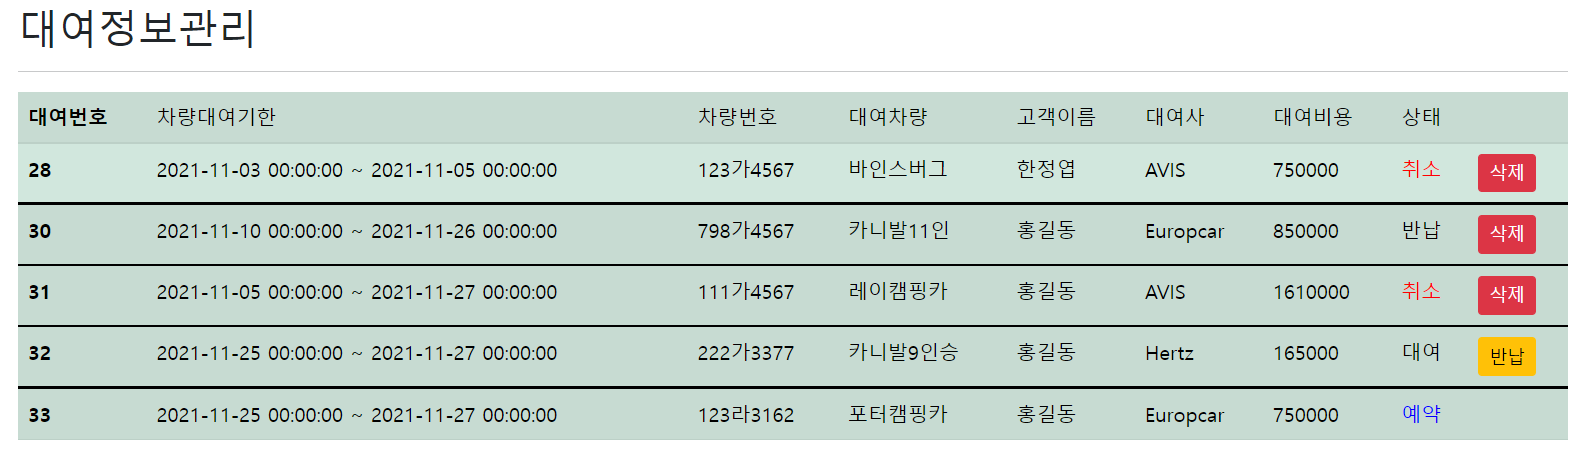 대여정보관리
대여번호 차량대여기한 차량번호 대여차량 고객이름 대여사 대여비용 상태
28 2021-11-03 00:00:00 ~ 2021-11-05 00:00:00 123가4567 바인스버그 한정엽 AVIS 750000 취소 삭제
30 2021-11-10 00:00:00 ~ 2021-11-26 00:00:00 798가4567 카니발11인 홍길동 Europcar 850000 반납 삭제
31 2021-11-05 00:00:00 ~ 2021-11-27 00:00:00 111가4567 레이캠핑카 홍길동 AVIS 1610000 취소 삭제
32 2021-11-25 00:00:00 ~ 2021-11-27 00:00:00 222가3377 카니발9인승 홍길동 Hertz 165000 대여 반납
33 2021-11-25 00:00:00 ~ 2021-11-27 00:00:00 123라3162 포터캠핑카 홍길동 Europcar 750000 예약